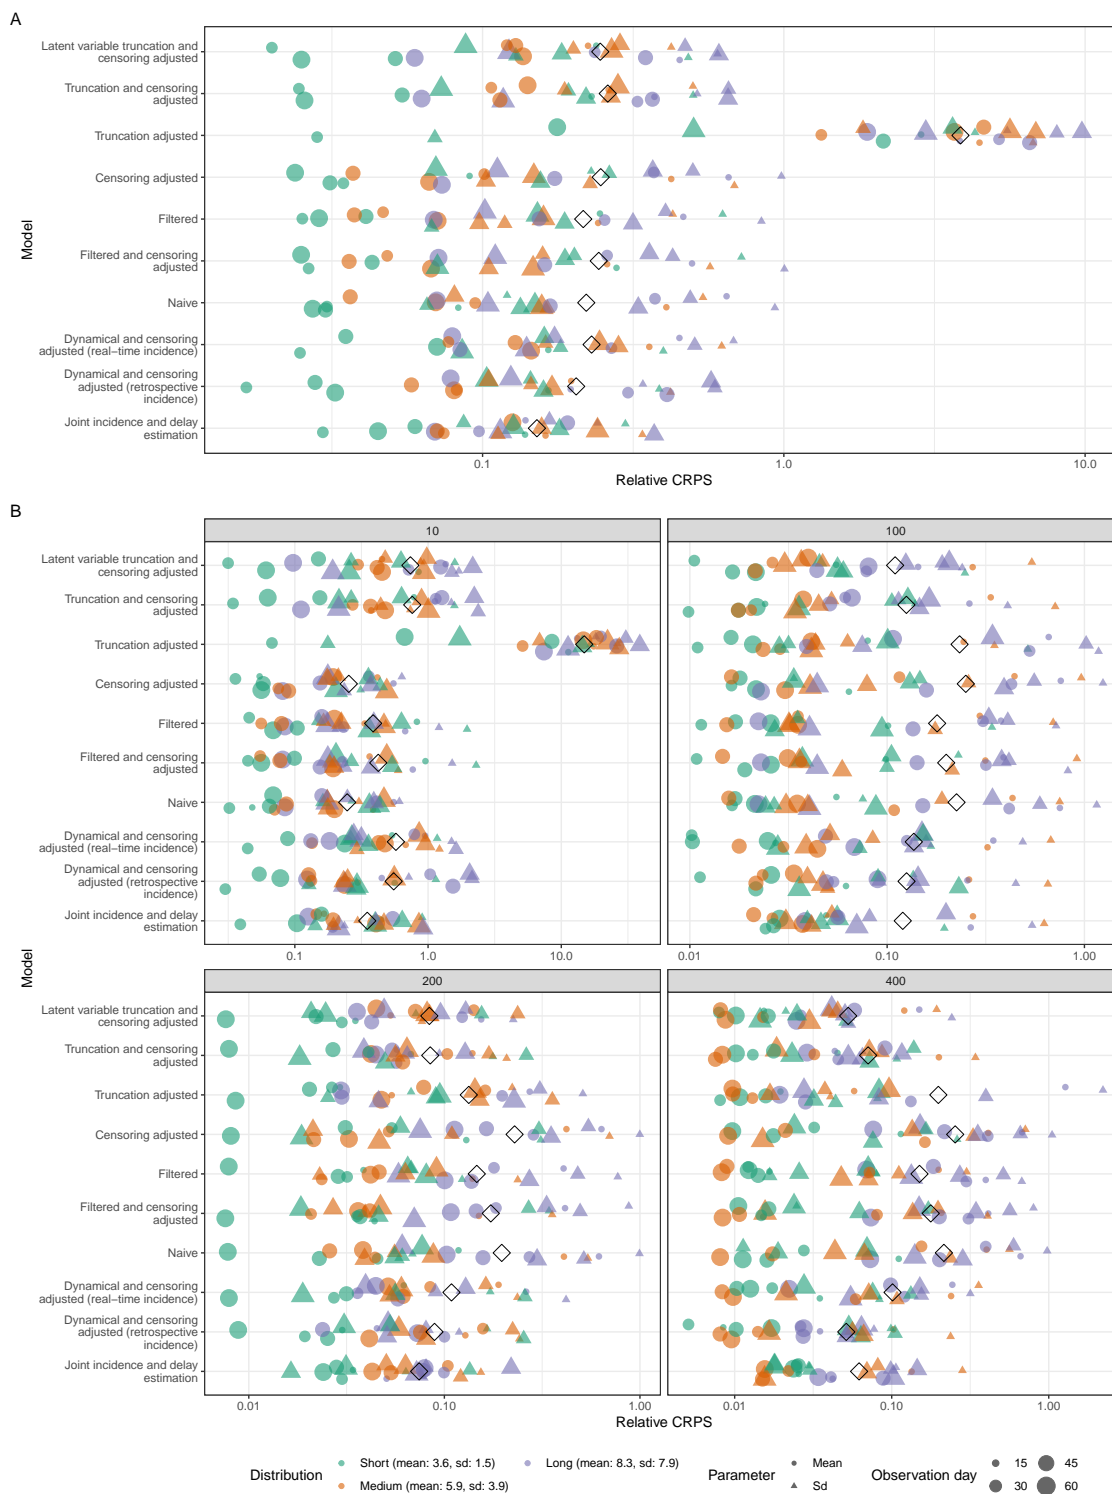 A
Model
Latent variable truncation and
censoring adjusted
Truncation and censoring
adjusted
Truncation adjusted
Censoring adjusted
Filtered
Filtered and censoring
adjusted
Naive
Dynamical and censoring
adjusted (real−time incidence)
Dynamical and censoring
adjusted (retrospective
incidence)
Joint incidence and delay
estimation
0.1 1.0 10.0
Relative CRPS
B
Model
10 100
Latent variable truncation and
censoring adjusted
Truncation and censoring
adjusted
Truncation adjusted
Censoring adjusted
Filtered
Filtered and censoring
adjusted
Naive
Dynamical and censoring
adjusted (real−time incidence)
Dynamical and censoring
adjusted (retrospective
incidence)
Joint incidence and delay
estimation
0.1 1.0 10.0 0.01 0.10 1.00
200 400
Latent variable truncation and
censoring adjusted
Truncation and censoring
adjusted
Truncation adjusted
Censoring adjusted
Filtered
Filtered and censoring
adjusted
Naive
Dynamical and censoring
adjusted (real−time incidence)
Dynamical and censoring
adjusted (retrospective
incidence)
Joint incidence and delay
estimation
0.01 0.10 1.00 0.01 0.10 1.00
Relative CRPS
Distribution
Short (mean: 3.6, sd: 1.5)
Medium (mean: 5.9, sd: 3.9)
Long (mean: 8.3, sd: 7.9)
Parameter
Mean
Sd
Observation day
15
30
45
60